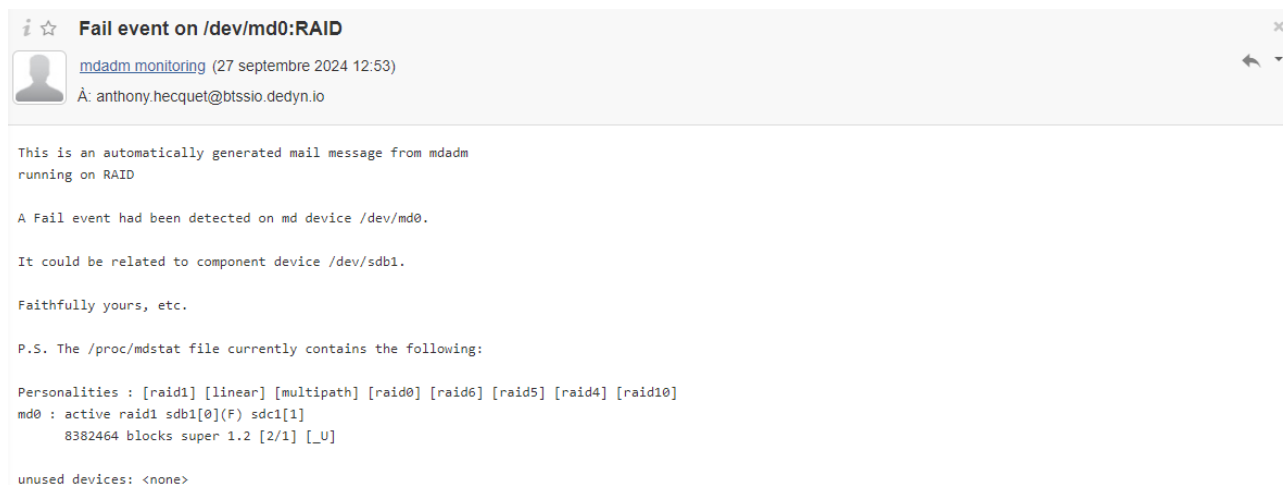 Fail event on /dev/md0:RAID
mdadm monitoring (27 septembre 2024 12:53)
À: anthony.hecquet@btssio.dedyn.io
This is an automatically generated mail message from mdadm
running on RAID
A Fail event had been detected on md device /dev/md0.
It could be related to component device /dev/sdb1.
Faithfully yours, etc.
P.S. The /proc/mdstat file currently contains the following:
Personalities : [raid1] [linear] [multipath] [raid0] [raid6] [raid5] [raid4] [raid10]
md0 : active raid1 sdb1[0](F) sdc1[1]
8382464 blocks super 1.2 [2/1] [_U]
unused devices: <none>